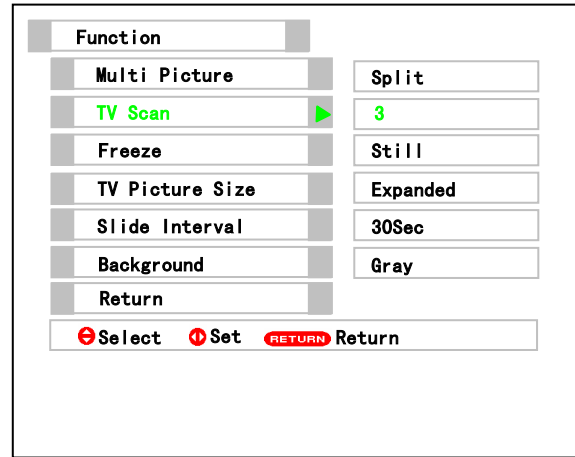 Function
Multi Picture Split
TV Scan 3
Freeze Still
TV Picture Size Expanded
Slide Interval 30Sec
Background Gray
Return
Select Set RETURN Return